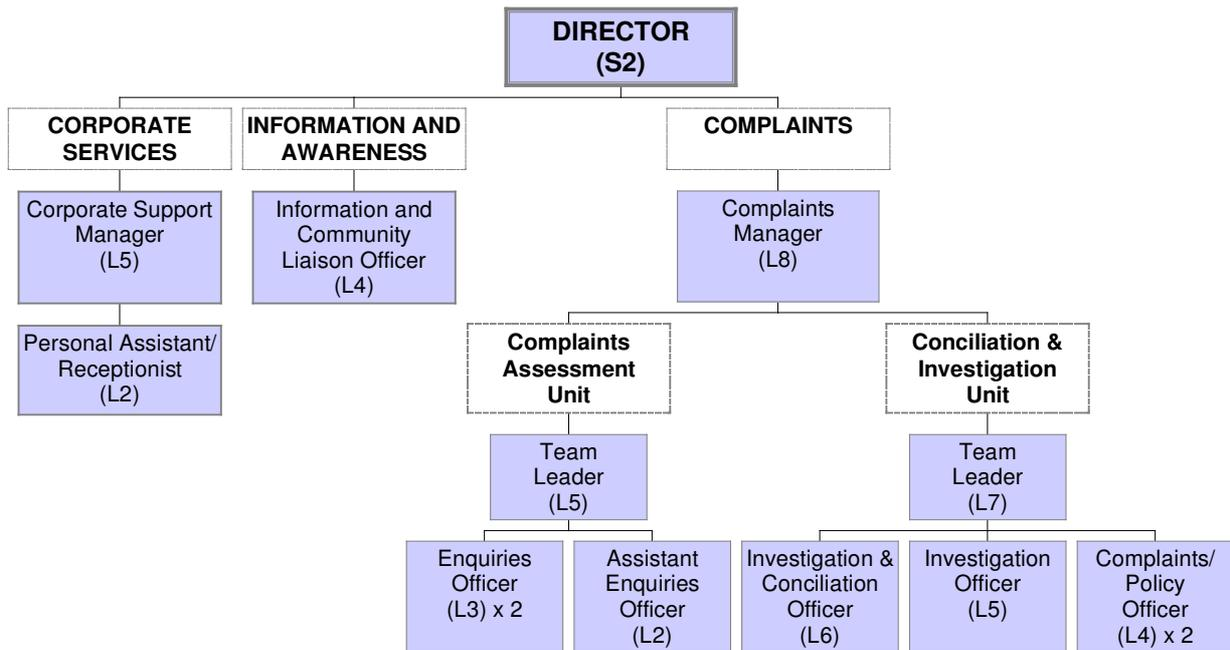 DIRECTOR
(S2)
CORPORATE
SERVICES
INFORMATION AND
AWARENESS
COMPLAINTS
Corporate Support
Manager
(L5)
Information and
Community
Liaison Officer
(L4)
Complaints
Manager
(L8)
Personal Assistant/
Receptionist
(L2)
Complaints
Assessment
Unit
Conciliation &
Investigation
Unit
Team
Leader
(L5)
Team
Leader
(L7)
Enquiries
Officer
(L3) x 2
Assistant
Enquiries
Officer
(L2)
Investigation &
Conciliation
Officer
(L6)
Investigation
Officer
(L5)
Complaints/
Policy
Officer
(L4) x 2